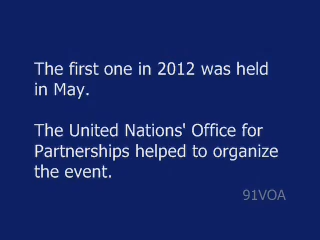 The first one in 2012 was held
in May.
The United Nations' Office for
Partnerships helped to organize
the event.
91VOA